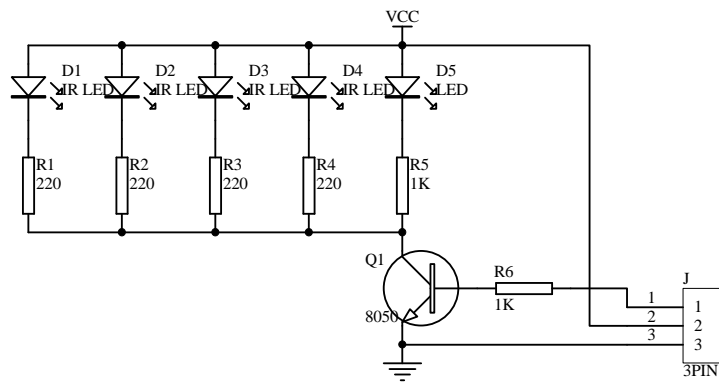 VCC
D1
IR LED
D2
IR LED
D3
IR LED
D4
IR LED
D5
LED
R1
220
R2
220
R3
220
R4
220
R5
1K
Q1
8050
R6
1K
J
1
2
3
1
2
3
3PIN